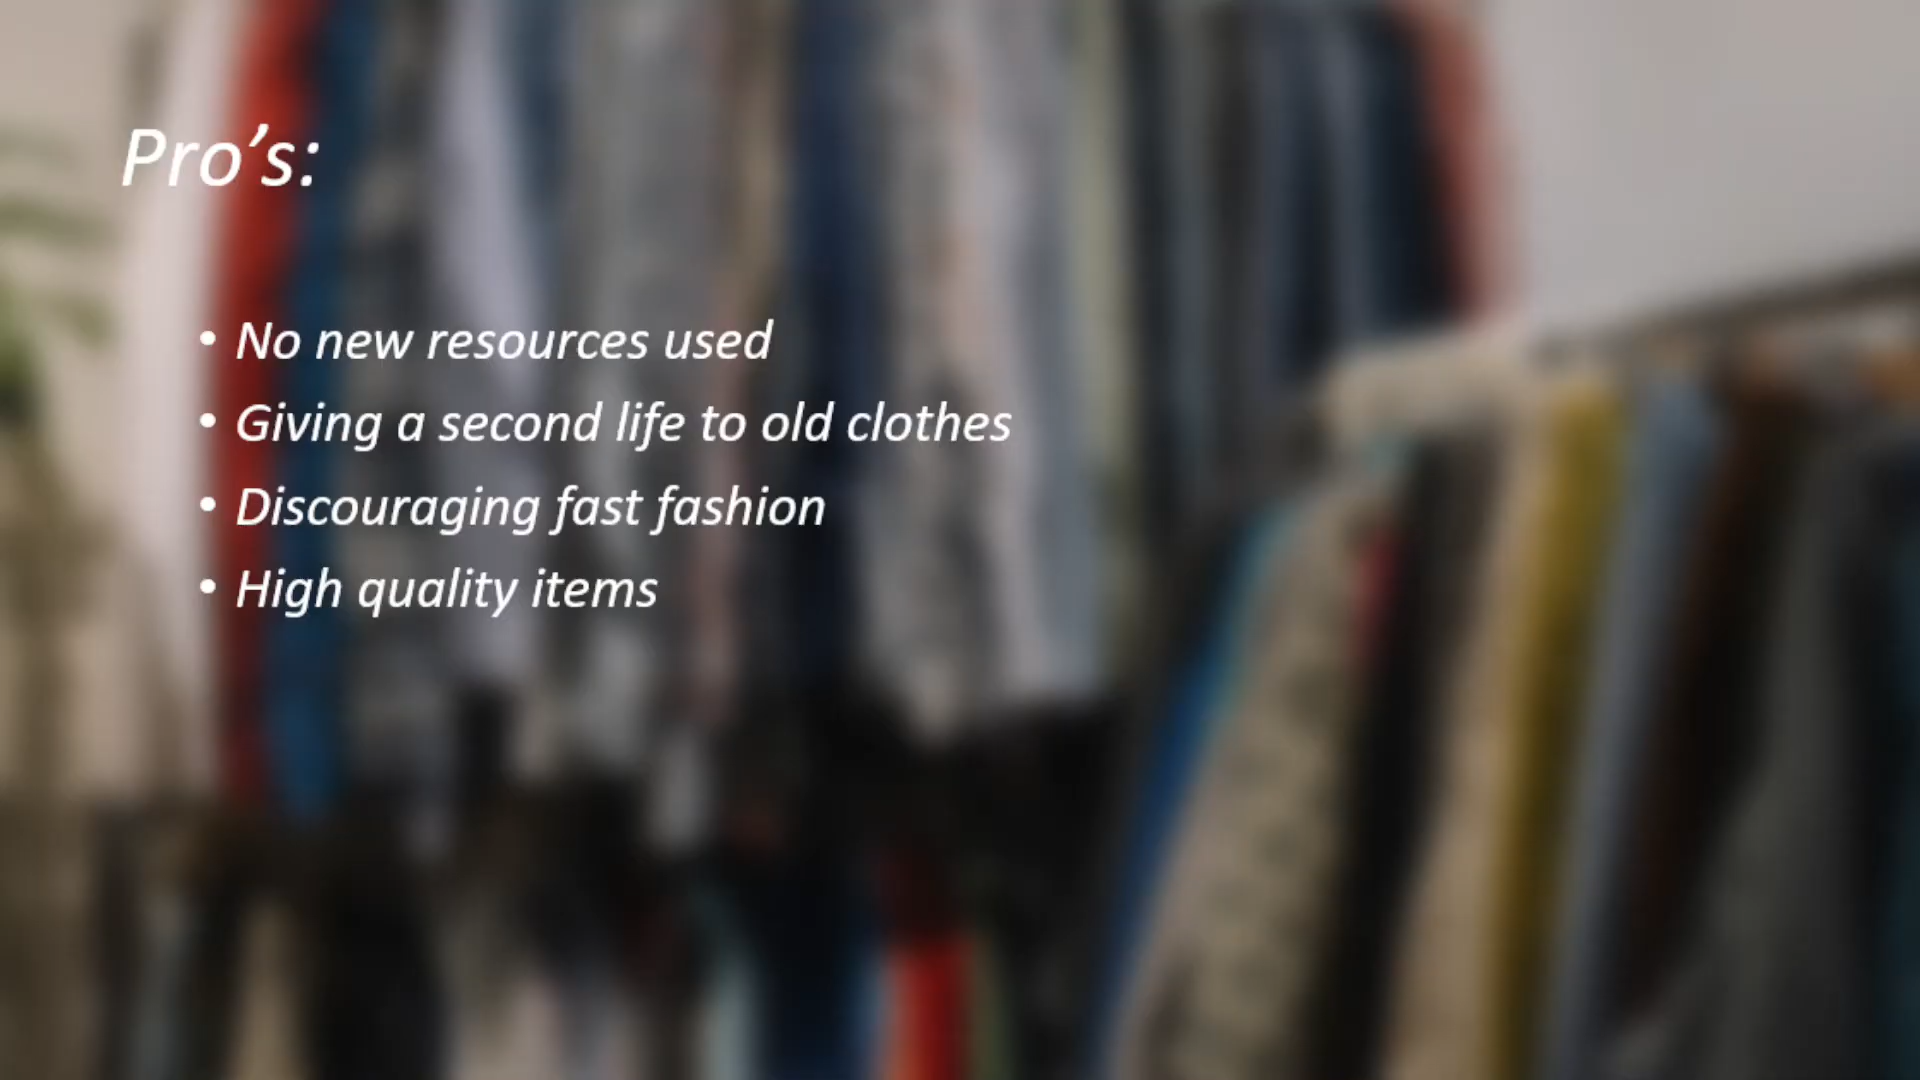 Pro’s:
• No new resources used
• Giving a second life to old clothes
• Discouraging fast fashion
• High quality items